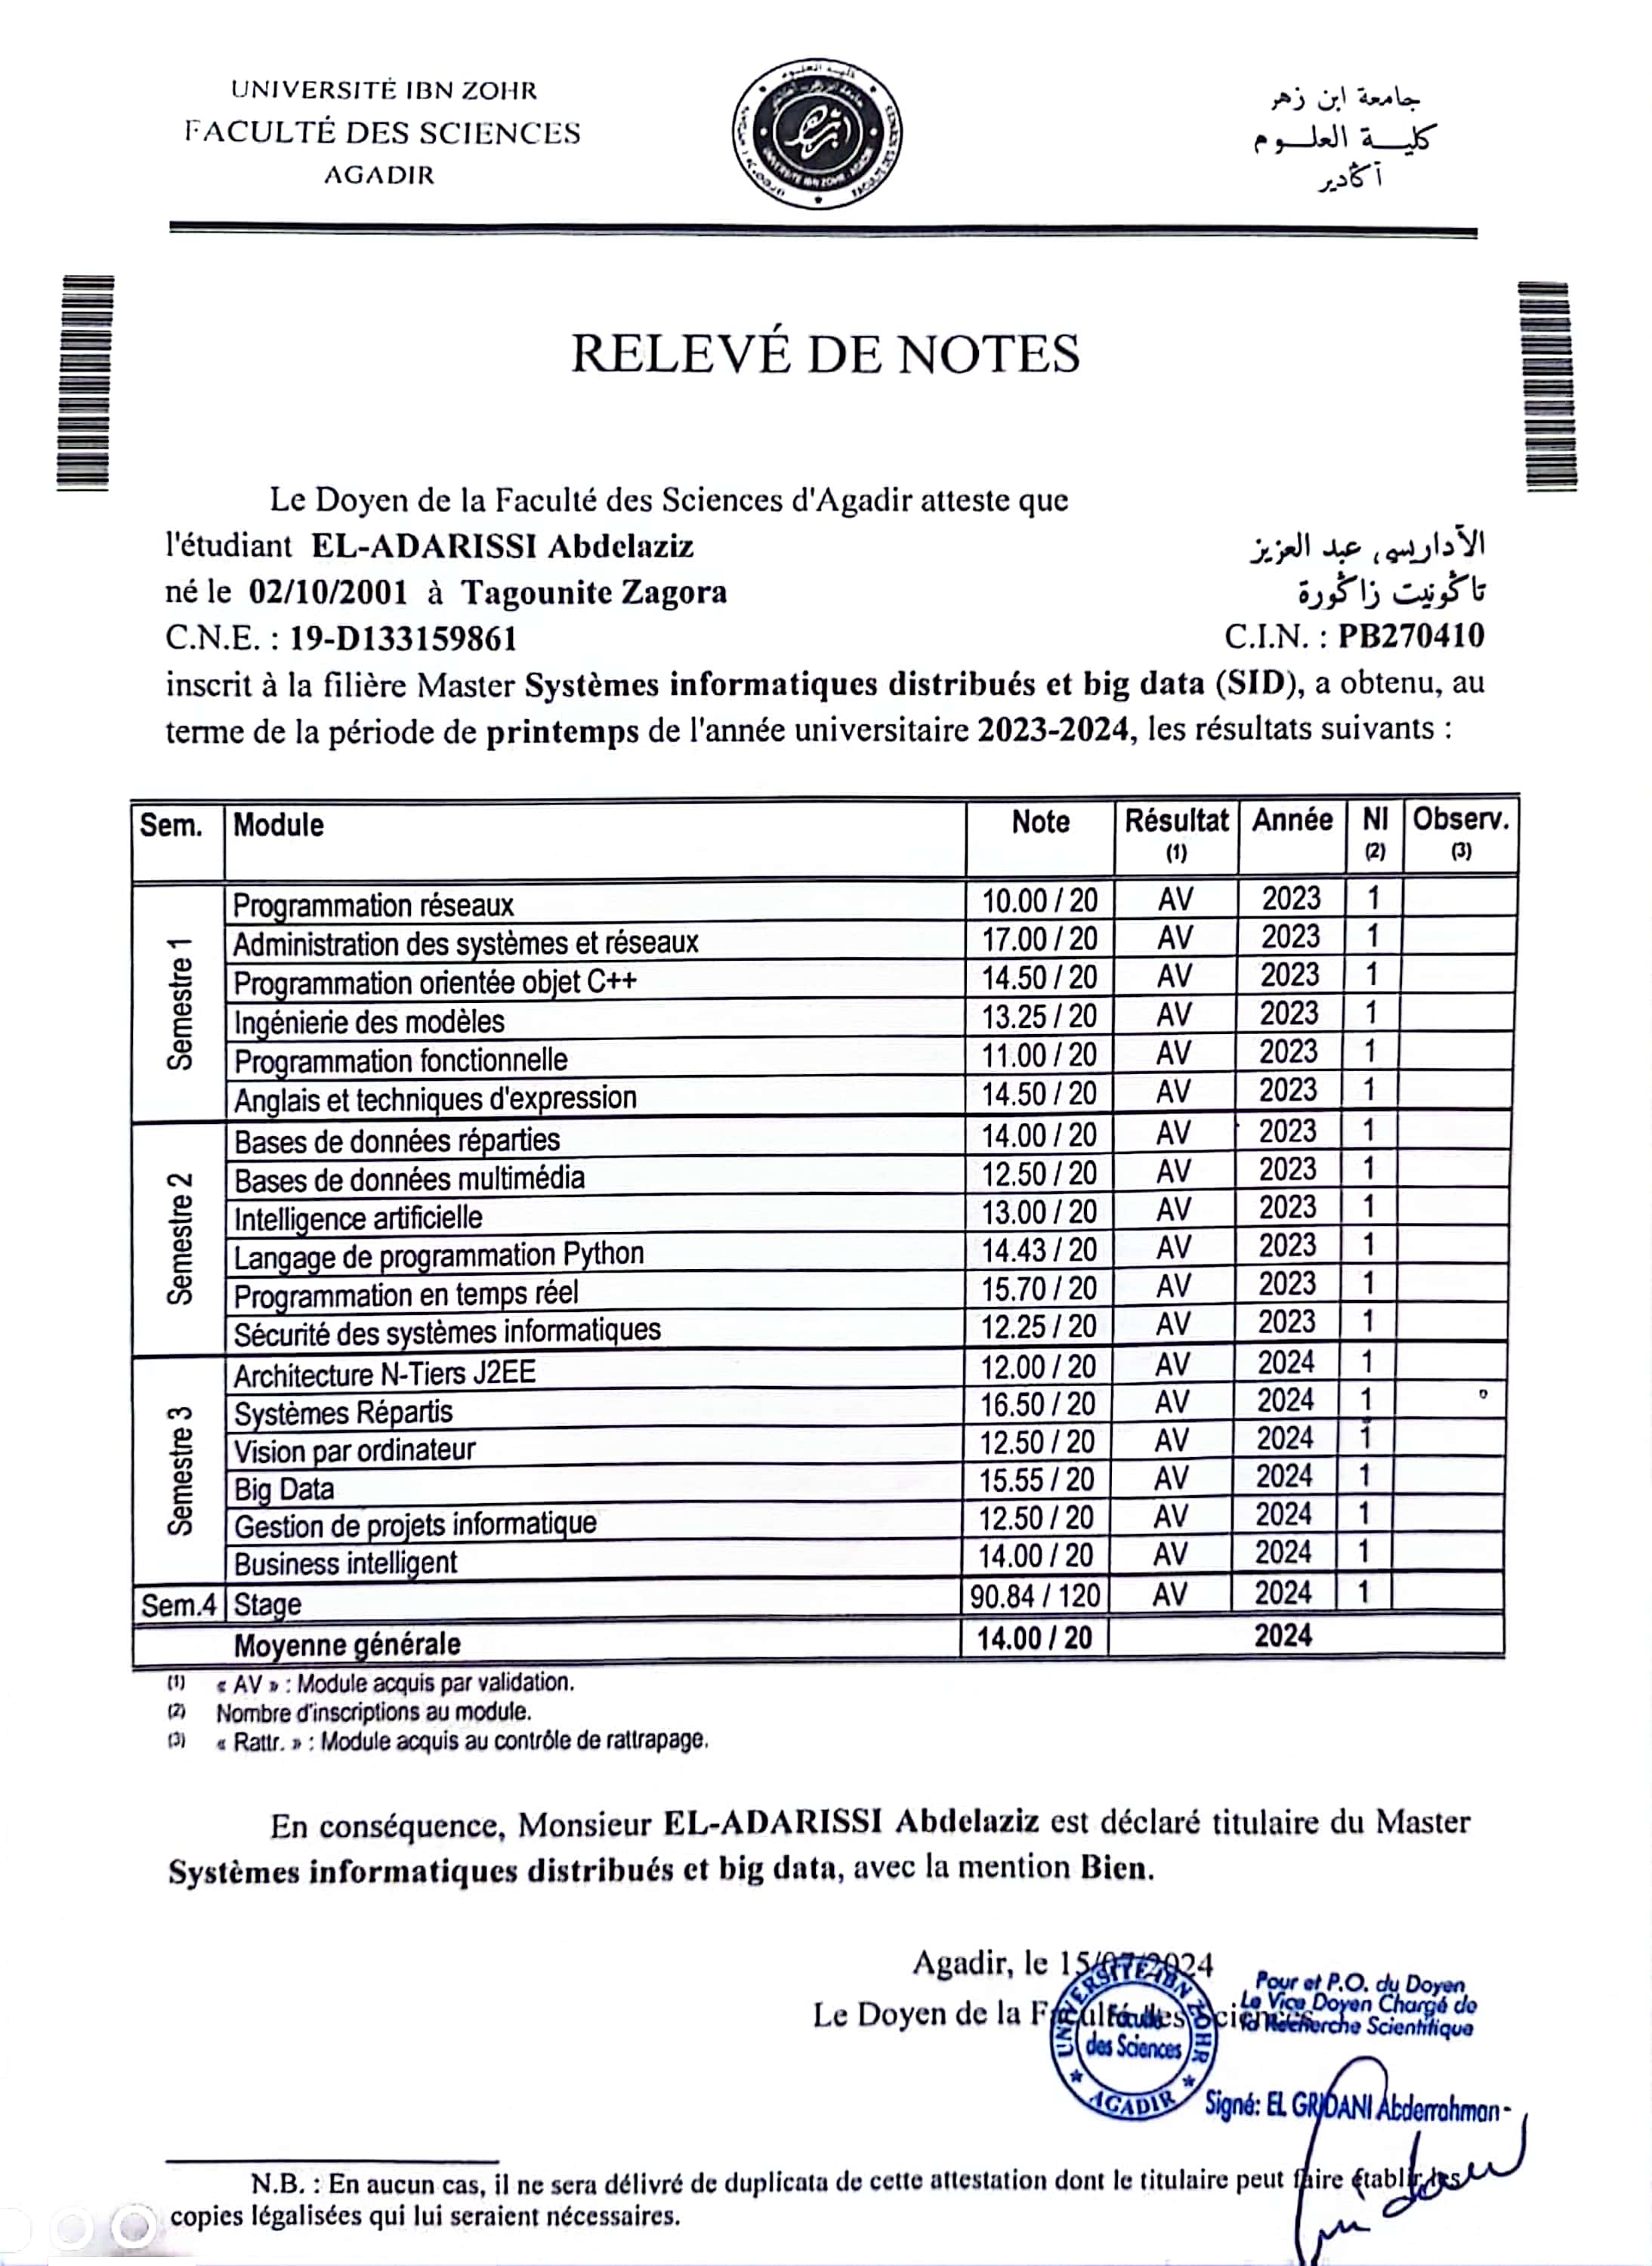 UNIVERSITÉ IBN ZOHR
FACULTÉ DES SCIENCES
AGADIR
جامعة ابن زهر
كليــة العلــوم
آكادير
RELEVÉ DE NOTES
Le Doyen de la Faculté des Sciences d'Agadir atteste que
l'étudiant EL-ADARISSI Abdelaziz الآداريسي، عبد العزيز
né le 02/10/2001 à Tagounite Zagora تاكونيت زاكورة
C.N.E. : 19-D133159861 C.I.N. : PB270410
inscrit à la filière Master Systèmes informatiques distribués et big data (SID), a obtenu, au
terme de la période de printemps de l'année universitaire 2023-2024, les résultats suivants :
Sem. Module Note Résultat (1) Année NI (2) Observ. (3)
Semestre 1
Programmation réseaux 10.00 / 20 AV 2023 1
Administration des systèmes et réseaux 17.00 / 20 AV 2023 1
Programmation orientée objet C++ 14.50 / 20 AV 2023 1
Ingénierie des modèles 13.25 / 20 AV 2023 1
Programmation fonctionnelle 11.00 / 20 AV 2023 1
Anglais et techniques d'expression 14.50 / 20 AV 2023 1
Semestre 2
Bases de données réparties 14.00 / 20 AV 2023 1
Bases de données multimédia 12.50 / 20 AV 2023 1
Intelligence artificielle 13.00 / 20 AV 2023 1
Langage de programmation Python 14.43 / 20 AV 2023 1
Programmation en temps réel 15.70 / 20 AV 2023 1
Sécurité des systèmes informatiques 12.25 / 20 AV 2023 1
Semestre 3
Architecture N-Tiers J2EE 12.00 / 20 AV 2024 1
Systèmes Répartis 16.50 / 20 AV 2024 1
Vision par ordinateur 12.50 / 20 AV 2024 1
Big Data 15.55 / 20 AV 2024 1
Gestion de projets informatique 12.50 / 20 AV 2024 1
Business intelligent 14.00 / 20 AV 2024 1
Sem.4 Stage 90.84 / 120 AV 2024 1
Moyenne générale 14.00 / 20 2024
(1) « AV » : Module acquis par validation.
(2) Nombre d'inscriptions au module.
(3) « Rattr. » : Module acquis au contrôle de rattrapage.
En conséquence, Monsieur EL-ADARISSI Abdelaziz est déclaré titulaire du Master
Systèmes informatiques distribués et big data, avec la mention Bien.
Agadir, le 15/07/2024
Le Doyen de la Faculté des Sciences
UNIVERSITE IBN ZOHR
Faculté
des Sciences
AGADIR
Pour et P.O. du Doyen
Le Vice Doyen Chargé de
la Recherche Scientifique
Signé: EL GRIDANI Abderrahman
N.B. : En aucun cas, il ne sera délivré de duplicata de cette attestation dont le titulaire peut faire établir des
copies légalisées qui lui seraient nécessaires.